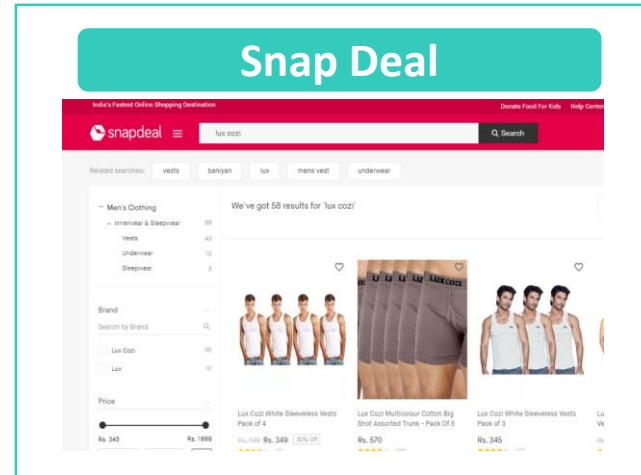 Snap Deal
India's Fastest Online Shopping Destination
Donate Food For Kids Help Center
snapdeal
lux cozi
Search
Related searches: vests baniyan lux mens vest underwear
Men's Clothing
Innerwear & Sleepwear 58
Vests
Underwear
Sleepwear
We've got 58 results for 'lux cozi'
Brand
Search by Brand
Lux Cozi
Lux
Price
Rs. 345 Rs. 1999
LUX COZI
Lux Cozi White Sleeveless Vests
Pack of 4
Rs. 349 Off
Lux Cozi Multicolour Cotton Big
Shot Assorted Trunk - Pack Of 5
Rs. 570
Lux Cozi White Sleeveless Vests
Pack of 3
Rs. 345